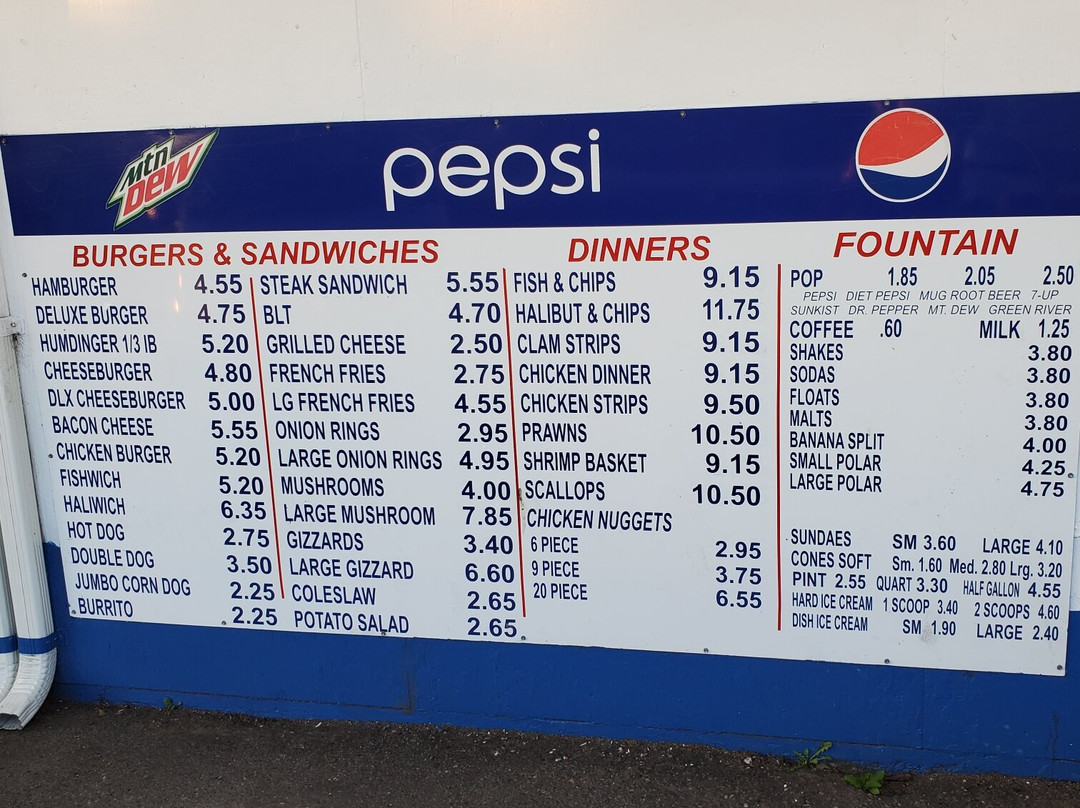 Mtn
Dew
pepsi
BURGERS & SANDWICHES
HAMBURGER 4.55
DELUXE BURGER 4.75
HUMDINGER 1/3 lB 5.20
CHEESEBURGER 4.80
DLX CHEESEBURGER 5.00
BACON CHEESE 5.55
CHICKEN BURGER 5.20
FISHWICH 5.20
HALIWICH 6.35
HOT DOG 2.75
DOUBLE DOG 3.50
JUMBO CORN DOG 2.25
BURRITO 2.25
STEAK SANDWICH 5.55
BLT 4.70
GRILLED CHEESE 2.50
FRENCH FRIES 2.75
LG FRENCH FRIES 4.55
ONION RINGS 2.95
LARGE ONION RINGS 4.95
MUSHROOMS 4.00
LARGE MUSHROOM 7.85
GIZZARDS 3.40
LARGE GIZZARD 6.60
COLESLAW 2.65
POTATO SALAD 2.65
DINNERS
FISH & CHIPS 9.15
HALIBUT & CHIPS 11.75
CLAM STRIPS 9.15
CHICKEN DINNER 9.15
CHICKEN STRIPS 9.50
PRAWNS 10.50
SHRIMP BASKET 9.15
SCALLOPS 10.50
CHICKEN NUGGETS
6 PIECE 2.95
9 PIECE 3.75
20 PIECE 6.55
FOUNTAIN
POP 1.85 2.05 2.50
PEPSI DIET PEPSI MUG ROOT BEER 7-UP
SUNKIST DR. PEPPER MT. DEW GREEN RIVER
COFFEE .60 MILK 1.25
SHAKES 3.80
SODAS 3.80
FLOATS 3.80
MALTS 3.80
BANANA SPLIT 4.00
SMALL POLAR 4.25
LARGE POLAR 4.75
SUNDAES SM 3.60 LARGE 4.10
CONES SOFT Sm. 1.60 Med. 2.80 Lrg. 3.20
PINT 2.55 QUART 3.30 HALF GALLON 4.55
HARD ICE CREAM 1 SCOOP 3.40 2 SCOOPS 4.60
DISH ICE CREAM SM 1.90 LARGE 2.40